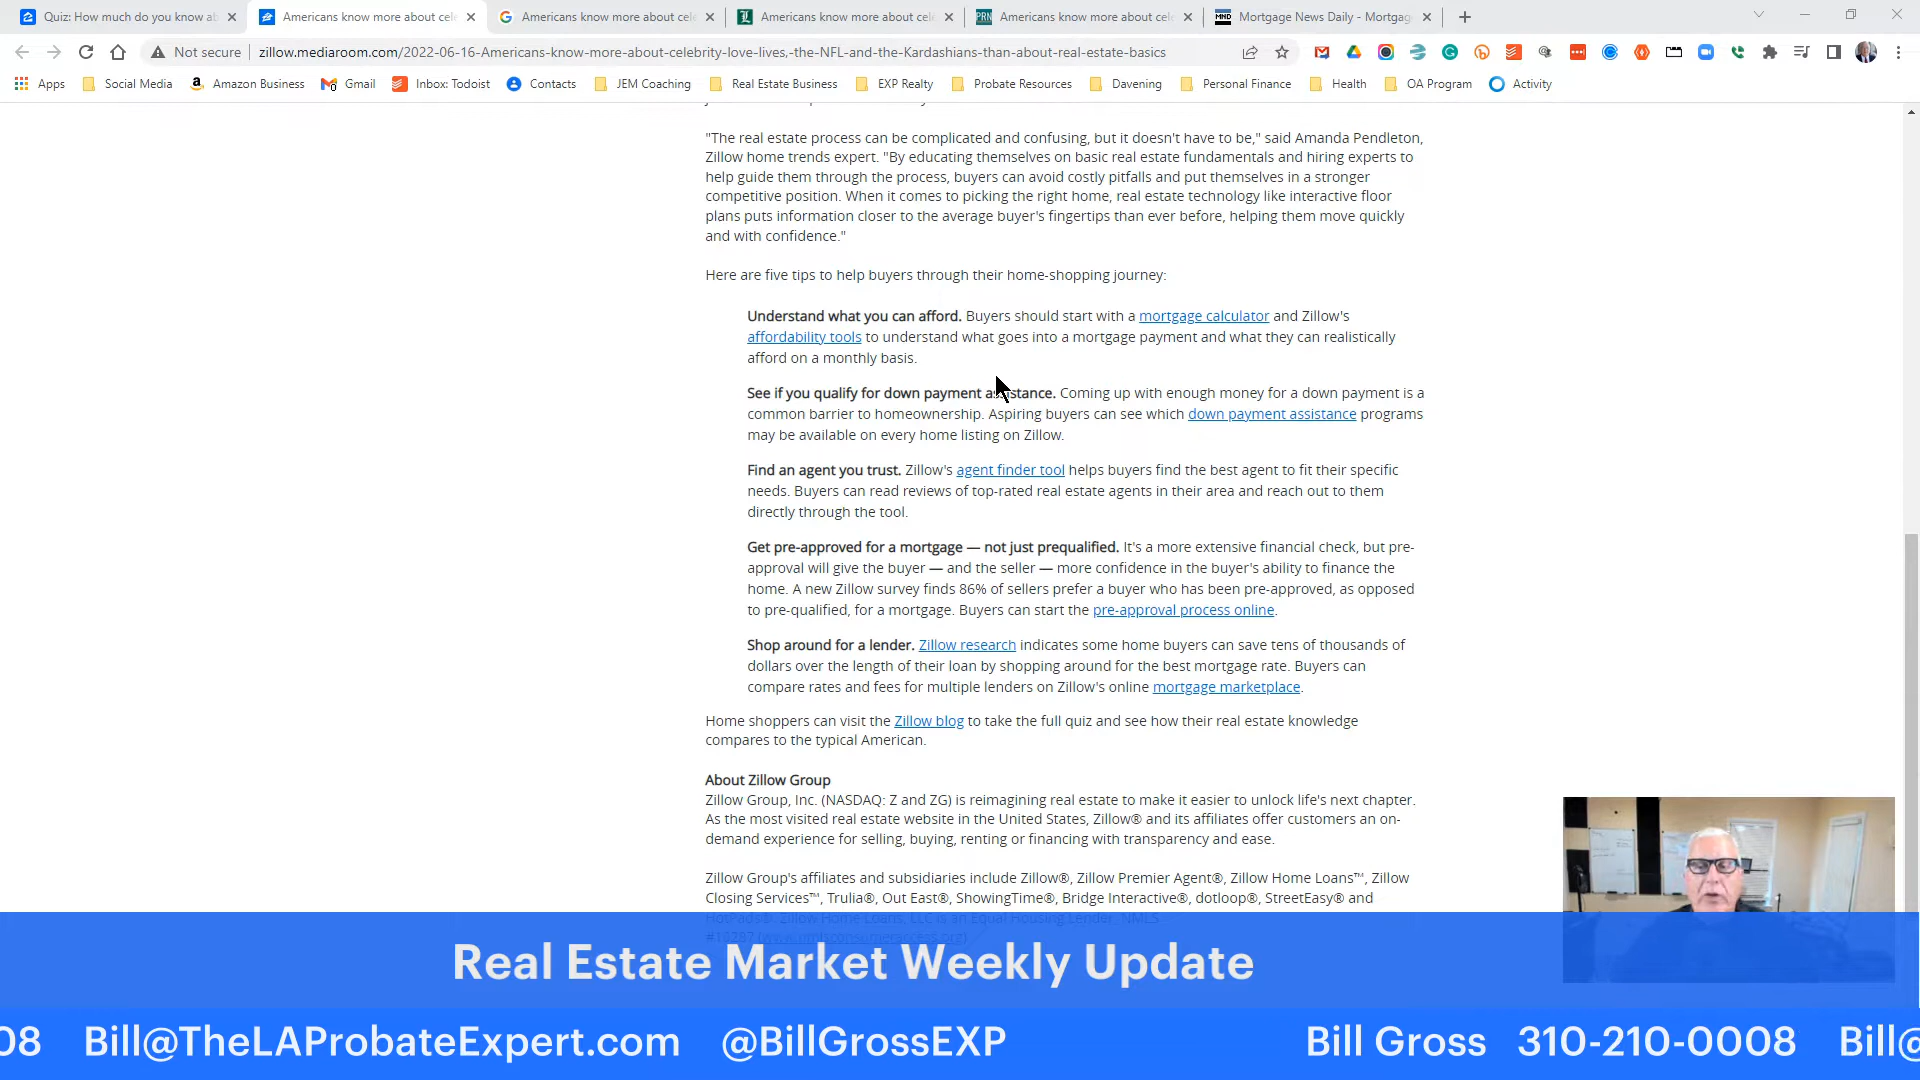 Quiz: How much do you know ab
Americans know more about cele
Americans know more about cele
Americans know more about cele
Americans know more about cele
Mortgage News Daily - Mortgag
Not secure
zillow.mediaroom.com/2022-06-16-Americans-know-more-about-celebrity-love-lives,-the-NFL-and-the-Kardashians-than-about-real-estate-basics
Apps Social Media Amazon Business Gmail Inbox: Todoist Contacts JEM Coaching Real Estate Business EXP Realty Probate Resources Davening Personal Finance Health OA Program Activity
"The real estate process can be complicated and confusing, but it doesn't have to be," said Amanda Pendleton,
Zillow home trends expert. "By educating themselves on basic real estate fundamentals and hiring experts to
help guide them through the process, buyers can avoid costly pitfalls and put themselves in a stronger
competitive position. When it comes to picking the right home, real estate technology like interactive floor
plans puts information closer to the average buyer's fingertips than ever before, helping them move quickly
and with confidence."
Here are five tips to help buyers through their home-shopping journey:
Understand what you can afford. Buyers should start with a mortgage calculator and Zillow's
affordability tools to understand what goes into a mortgage payment and what they can realistically
afford on a monthly basis.
See if you qualify for down payment assistance. Coming up with enough money for a down payment is a
common barrier to homeownership. Aspiring buyers can see which down payment assistance programs
may be available on every home listing on Zillow.
Find an agent you trust. Zillow's agent finder tool helps buyers find the best agent to fit their specific
needs. Buyers can read reviews of top-rated real estate agents in their area and reach out to them
directly through the tool.
Get pre-approved for a mortgage — not just prequalified. It's a more extensive financial check, but pre-
approval will give the buyer — and the seller — more confidence in the buyer's ability to finance the
home. A new Zillow survey finds 86% of sellers prefer a buyer who has been pre-approved, as opposed
to pre-qualified, for a mortgage. Buyers can start the pre-approval process online.
Shop around for a lender. Zillow research indicates some home buyers can save tens of thousands of
dollars over the length of their loan by shopping around for the best mortgage rate. Buyers can
compare rates and fees for multiple lenders on Zillow's online mortgage marketplace.
Home shoppers can visit the Zillow blog to take the full quiz and see how their real estate knowledge
compares to the typical American.
About Zillow Group
Zillow Group, Inc. (NASDAQ: Z and ZG) is reimagining real estate to make it easier to unlock life's next chapter.
As the most visited real estate website in the United States, Zillow® and its affiliates offer customers an on-
demand experience for selling, buying, renting or financing with transparency and ease.
Zillow Group's affiliates and subsidiaries include Zillow®, Zillow Premier Agent®, Zillow Home Loans™, Zillow
Closing Services™, Trulia®, Out East®, ShowingTime®, Bridge Interactive®, dotloop®, StreetEasy® and
HotPads®. Zillow Home Loans, LLC is an Equal Housing Lender, NMLS
Real Estate Market Weekly Update
08 Bill@TheLAProbateExpert.com @BillGrossEXP Bill Gross 310-210-0008 Bill@